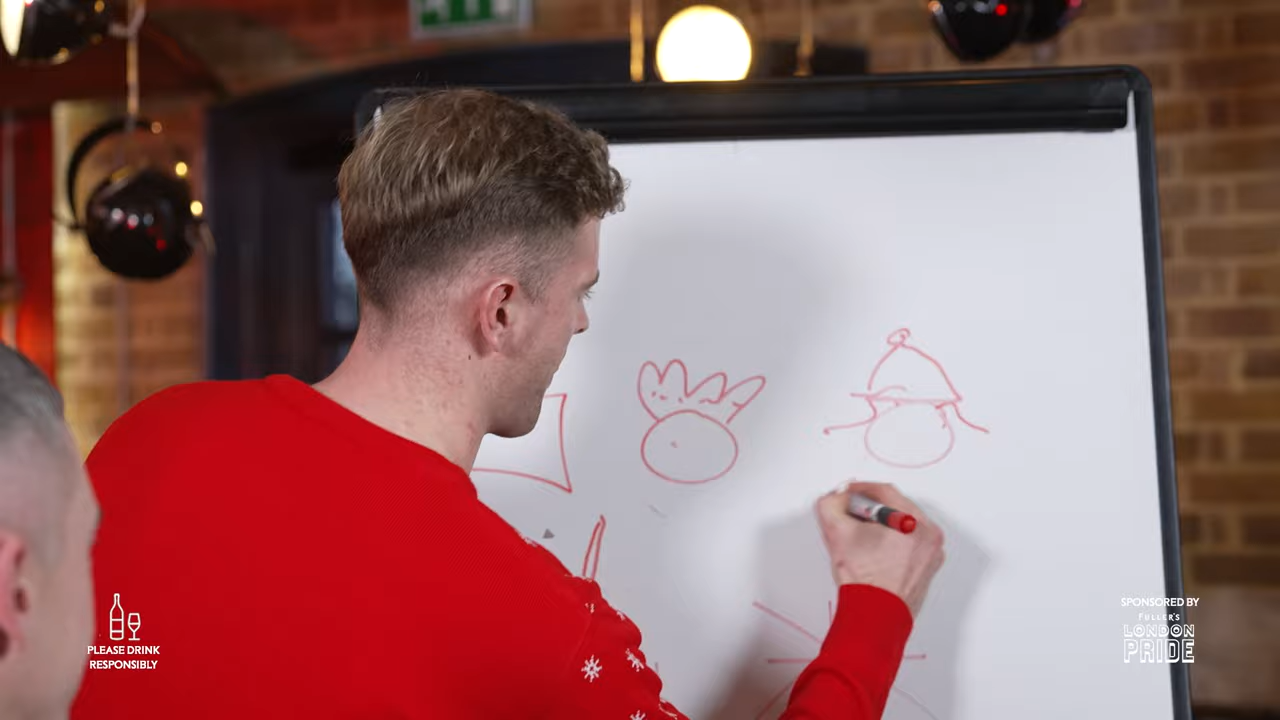 PLEASE DRINK
RESPONSIBLY
SPONSORED BY
FULLER'S
LONDON
PRIDE